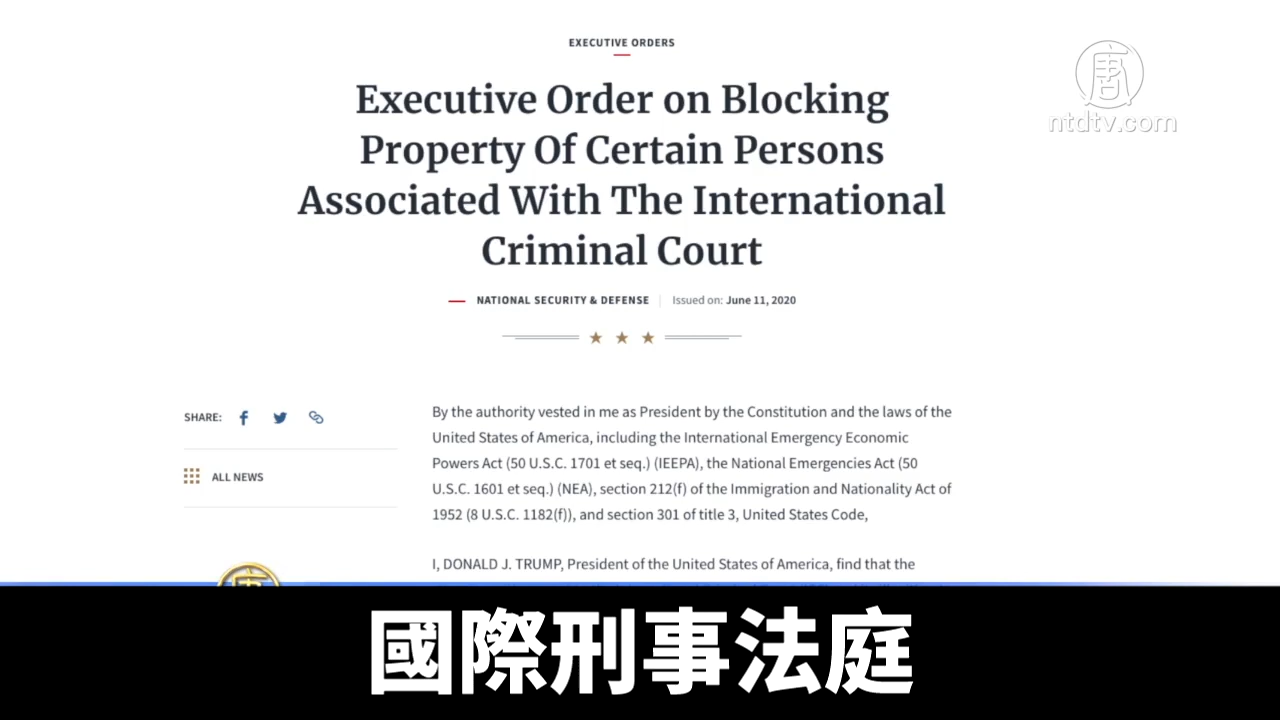 EXECUTIVE ORDERS
Executive Order on Blocking
Property Of Certain Persons
Associated With The International
Criminal Court
NATIONAL SECURITY & DEFENSE | Issued on: June 11, 2020
唐
ntdtv.com
SHARE:
ALL NEWS
By the authority vested in me as President by the Constitution and the laws of the
United States of America, including the International Emergency Economic
Powers Act (50 U.S.C. 1701 et seq.) (IEEPA), the National Emergencies Act (50
U.S.C. 1601 et seq.) (NEA), section 212(f) of the Immigration and Nationality Act of
1952 (8 U.S.C. 1182(f)), and section 301 of title 3, United States Code,
I, DONALD J. TRUMP, President of the United States of America, find that the
國際刑事法庭